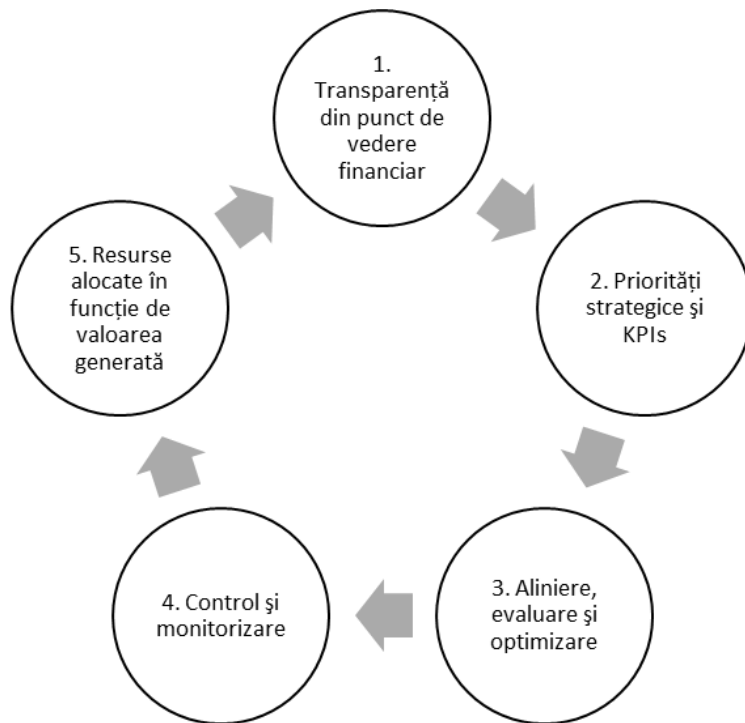 1.
Transparență
din punct de
vedere
financiar
2. Priorități
strategice şi
KPIs
3. Aliniere,
evaluare şi
optimizare
4. Control şi
monitorizare
5. Resurse
alocate în
funcție de
valoarea
generată